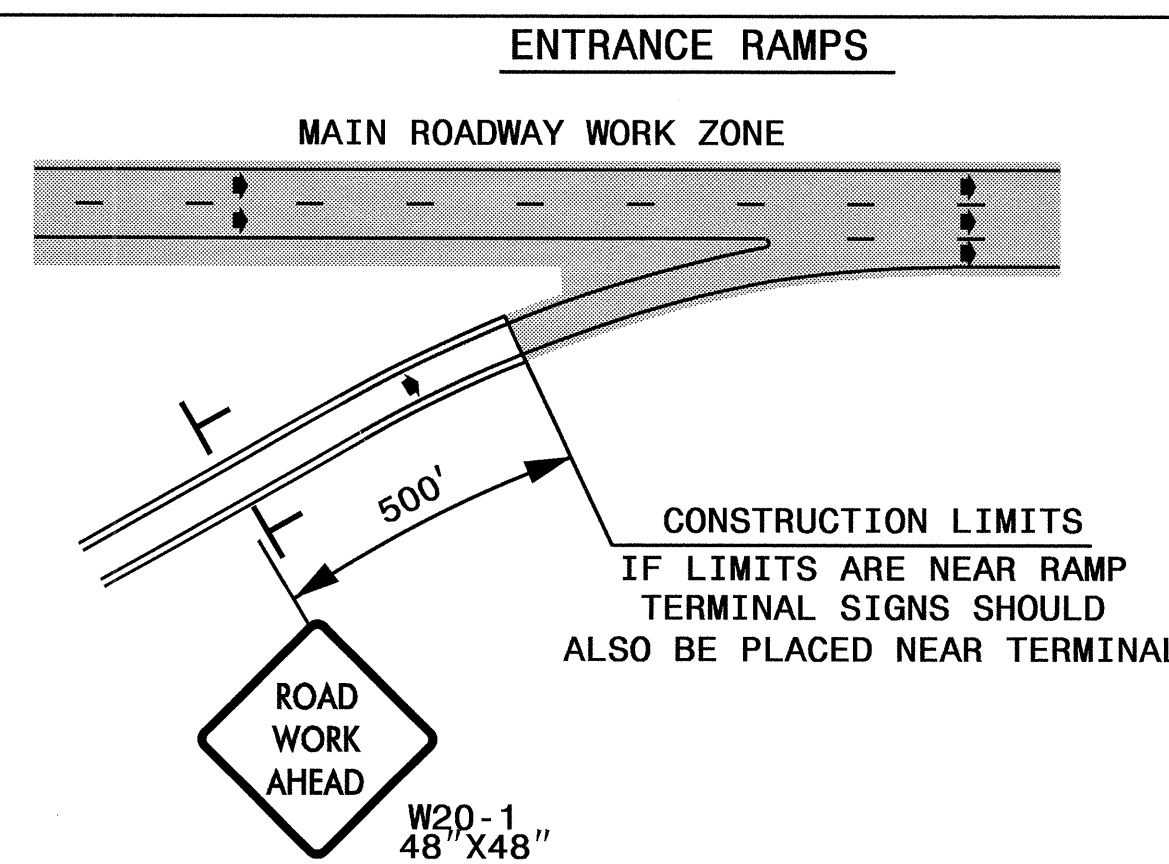 ENTRANCE RAMPS
MAIN ROADWAY WORK ZONE
500'
CONSTRUCTION LIMITS
IF LIMITS ARE NEAR RAMP
TERMINAL SIGNS SHOULD
ALSO BE PLACED NEAR TERMINAL
ROAD
WORK
AHEAD
W20-1
48"X48"